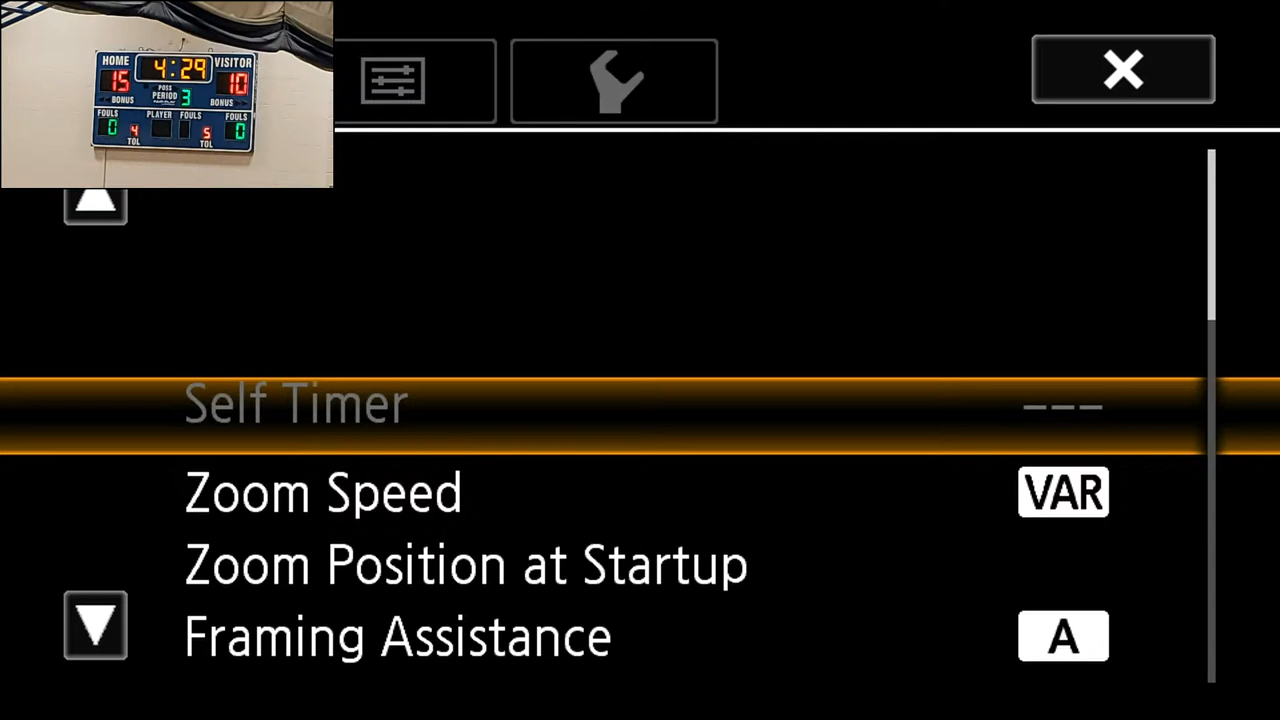 HOME 4:29 VISITOR
15 POSS 10
BONUS PERIOD 3 BONUS
FOULS PLAYER FOULS FOULS
0 4 5 0
TOL TOL
Self Timer ---
Zoom Speed VAR
Zoom Position at Startup
Framing Assistance A